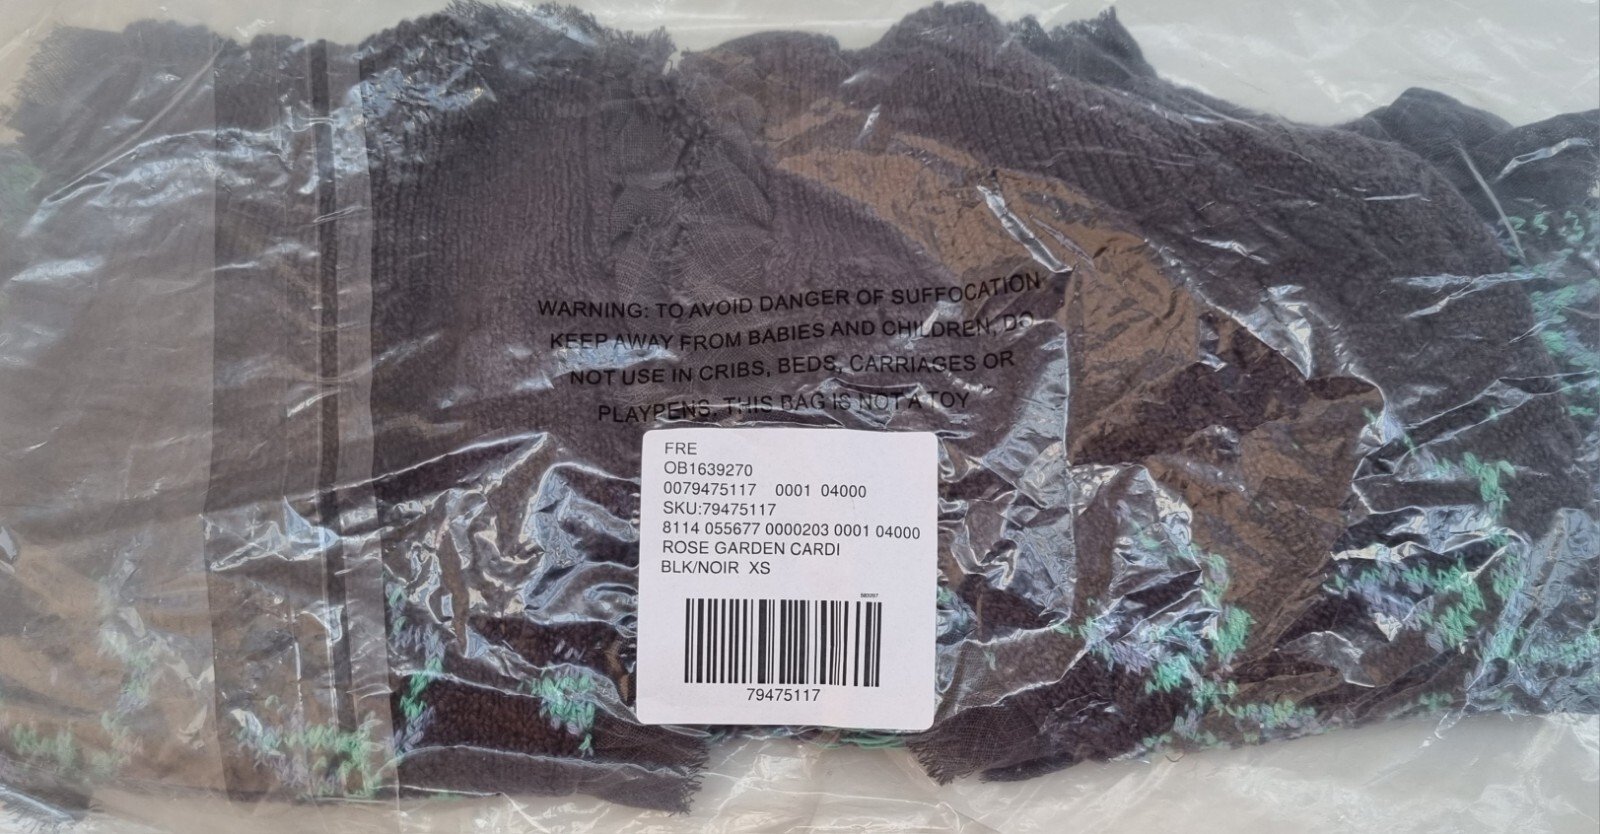 WARNING: TO AVOID DANGER OF SUFFOCATION
KEEP AWAY FROM BABIES AND CHILDREN, DO
NOT USE IN CRIBS, BEDS, CARRIAGES OR
PLAYPENS. THIS BAG IS NOT A TOY
FRE
OB1639270
0079475117 0001 04000
SKU:79475117
8114 055677 0000203 0001 04000
ROSE GARDEN CARDI
BLK/NOIR XS
79475117